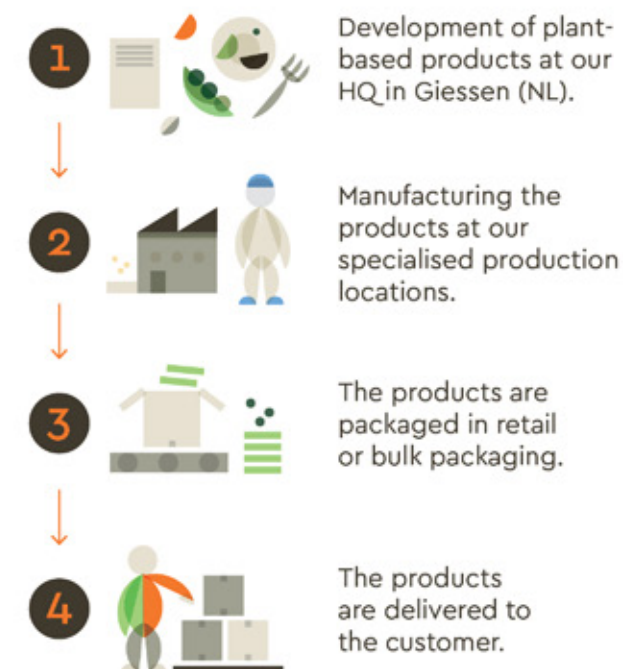 1
Development of plant-
based products at our
HQ in Giessen (NL).
2
Manufacturing the
products at our
specialised production
locations.
3
The products are
packaged in retail
or bulk packaging.
4
The products
are delivered to
the customer.